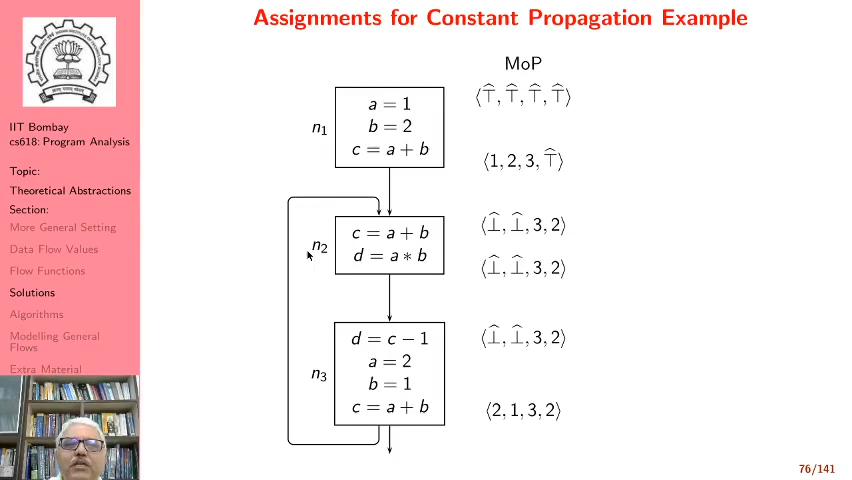 Assignments for Constant Propagation Example
IIT Bombay
cs618: Program Analysis
Topic:
Theoretical Abstractions
Section:
More General Setting
Data Flow Values
Flow Functions
Solutions
Algorithms
Modelling General
Flows
Extra Material
MoP
⟨⊤̂, ⊤̂, ⊤̂, ⊤̂⟩
n₁
a = 1
b = 2
c = a + b
⟨1, 2, 3, ⊤̂⟩
n₂
c = a + b
d = a ∗ b
⟨⊥̂, ⊥̂, 3, 2⟩
⟨⊥̂, ⊥̂, 3, 2⟩
n₃
d = c − 1
a = 2
b = 1
c = a + b
⟨⊥̂, ⊥̂, 3, 2⟩
⟨2, 1, 3, 2⟩
76/141